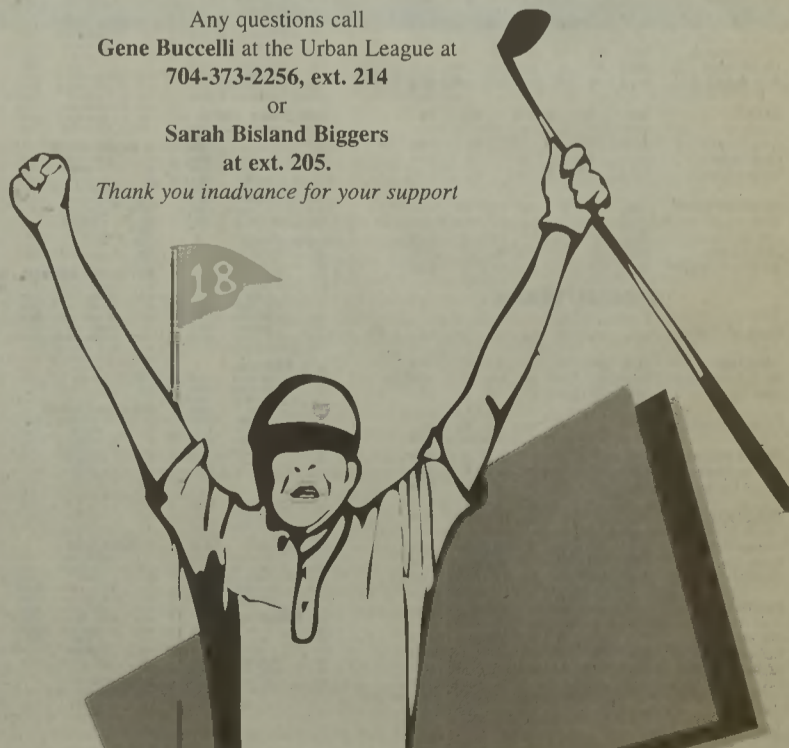 Any questions call
Gene Buccelli at the Urban League at
704-373-2256, ext. 214
or
Sarah Bisland Biggers
at ext. 205.
Thank you inadvance for your support
18